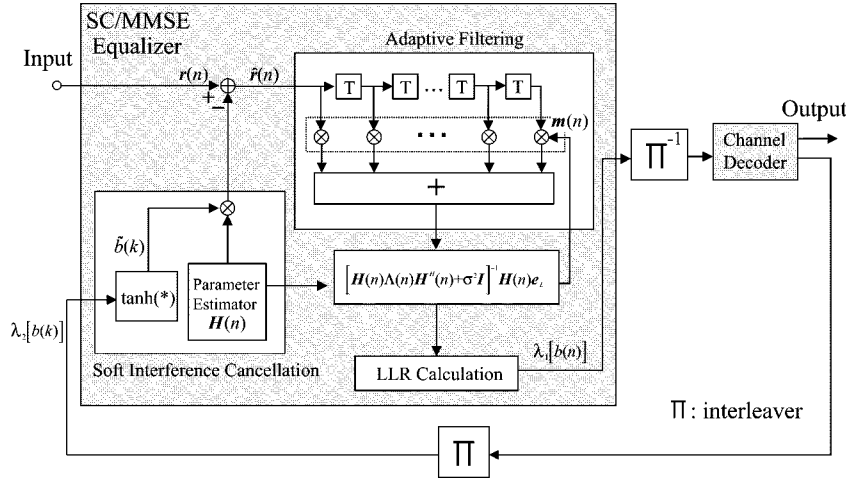 SC/MMSE
Equalizer
Adaptive Filtering
Input
r(n)
r̂(n)
+
−
T
T
...
T
T
m(n)
...
Output
Π⁻¹
Channel
Decoder
+
b̃(k)
tanh(*)
Parameter
Estimator
H(n)
[H(n)Λ(n)Hᴴ(n)+σ²I]⁻¹H(n)e_L
λ₂[b(k)]
λ₁[b(n)]
LLR Calculation
Soft Interference Cancellation
Π : interleaver
Π